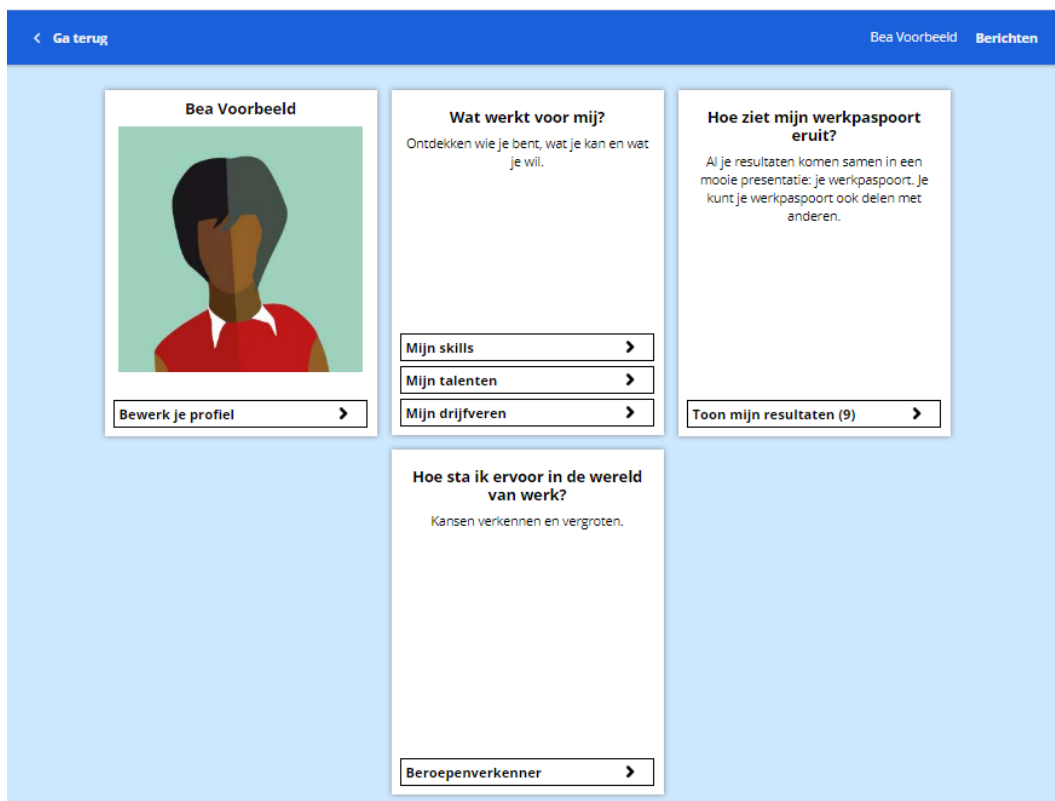 Ga terug
Bea Voorbeeld Berichten
Bea Voorbeeld
Bewerk je profiel
Wat werkt voor mij?
Ontdekken wie je bent, wat je kan en wat
je wil.
Mijn skills
Mijn talenten
Mijn drijfveren
Hoe ziet mijn werkpaspoort
eruit?
Al je resultaten komen samen in een
mooie presentatie: je werkpaspoort. Je
kunt je werkpaspoort ook delen met
anderen.
Toon mijn resultaten (9)
Hoe sta ik ervoor in de wereld
van werk?
Kansen verkennen en vergroten.
Beroepenverkenner